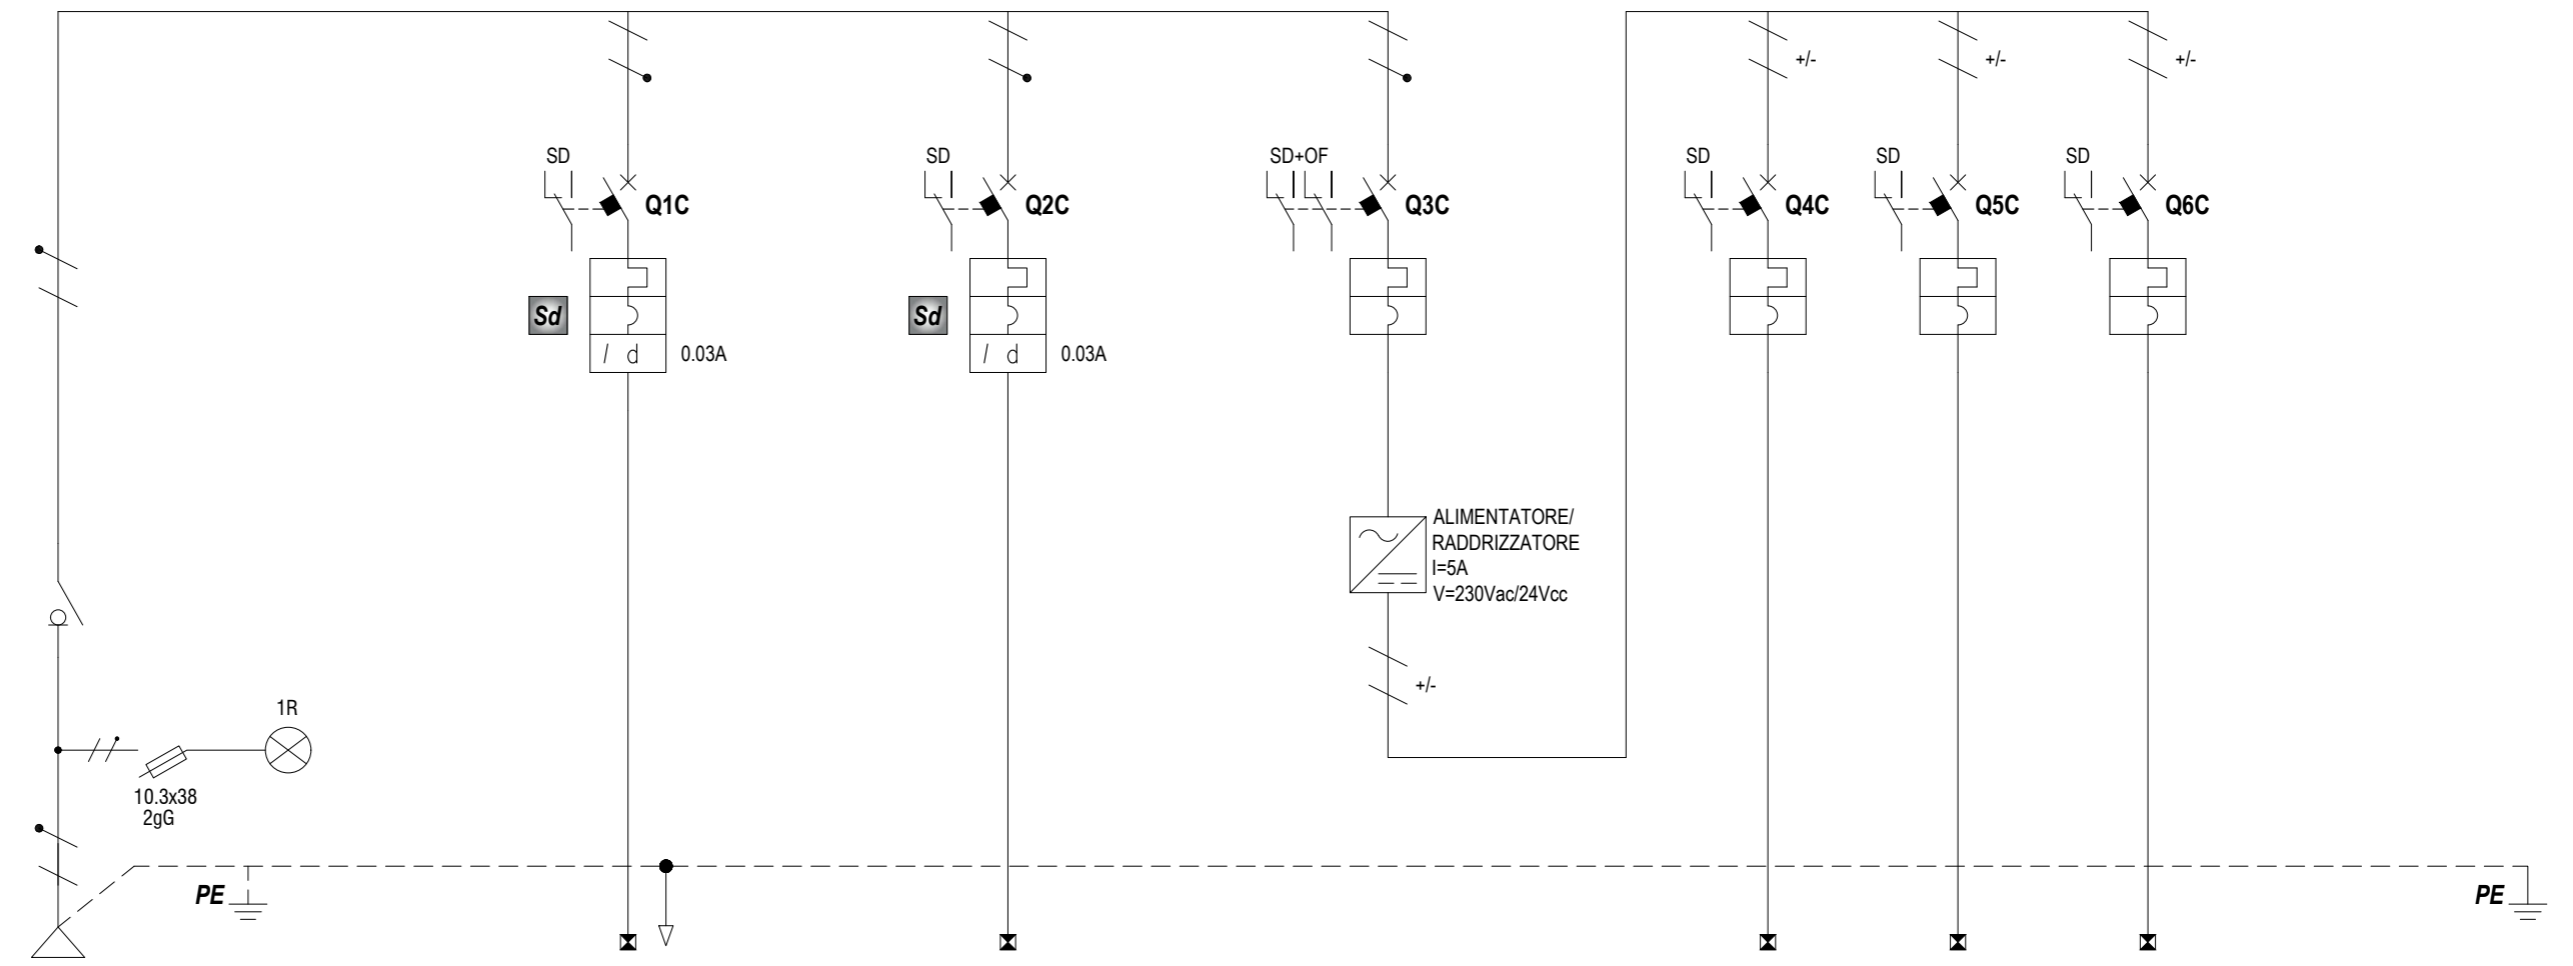 +/-
+/-
+/-
SD
SD
SD+OF
SD
SD
SD
Q1C
Q2C
Q3C
Q4C
Q5C
Q6C
Sd
Sd
I d
0.03A
I d
0.03A
ALIMENTATORE/
RADDRIZZATORE
I=5A
V=230Vac/24Vcc
+/-
1R
10.3x38
2gG
PE
PE